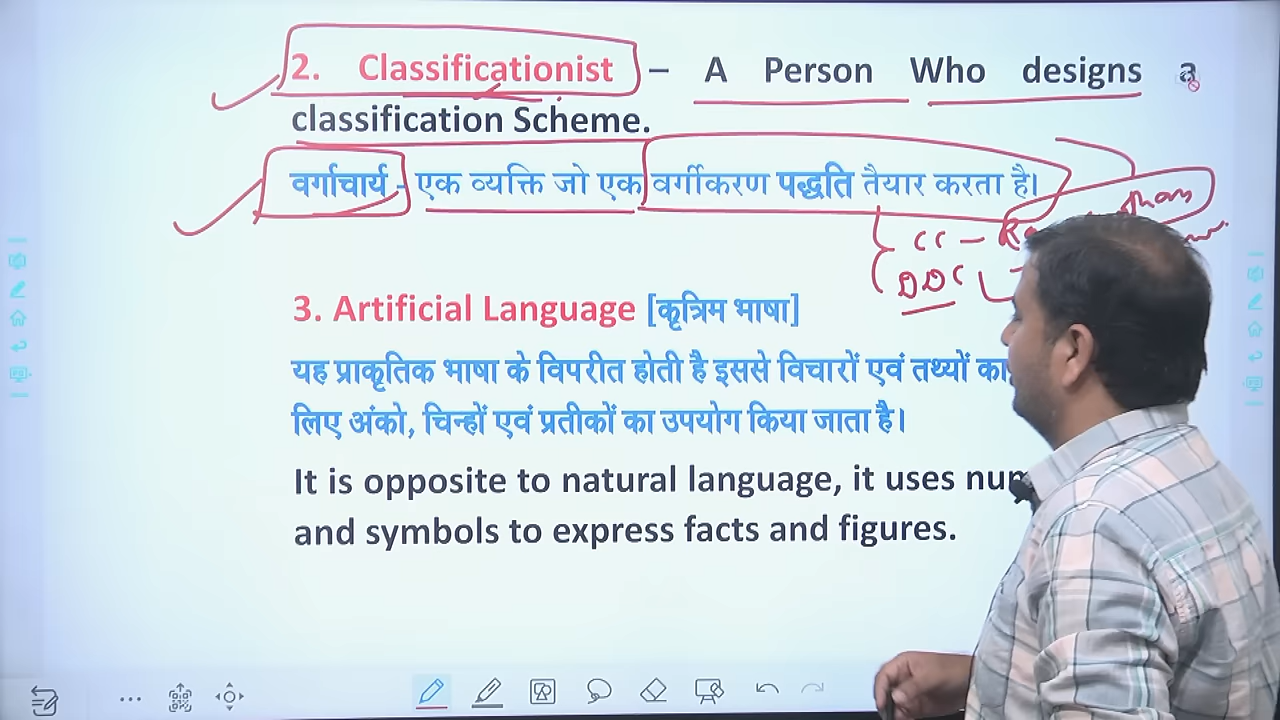 2. Classificationist – A Person Who designs a
classification Scheme.
वर्गाचार्य - एक व्यक्ति जो एक वर्गीकरण पद्धति तैयार करता है।
CC –
DDC
3. Artificial Language [कृत्रिम भाषा]
यह प्राकृतिक भाषा के विपरीत होती है इससे विचारों एवं तथ्यों का
लिए अंको, चिन्हों एवं प्रतीकों का उपयोग किया जाता है।
It is opposite to natural language, it uses
and symbols to express facts and figures.